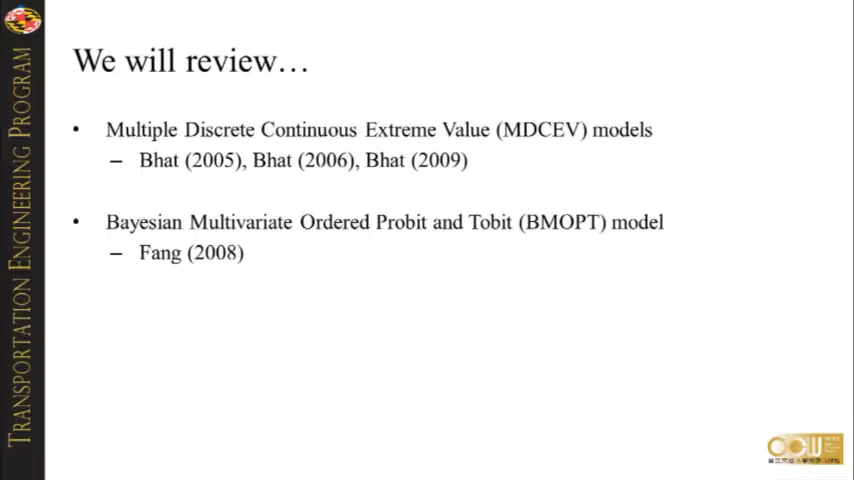 We will review…
• Multiple Discrete Continuous Extreme Value (MDCEV) models
– Bhat (2005), Bhat (2006), Bhat (2009)
• Bayesian Multivariate Ordered Probit and Tobit (BMOPT) model
– Fang (2008)
TRANSPORTATION ENGINEERING PROGRAM
OCW